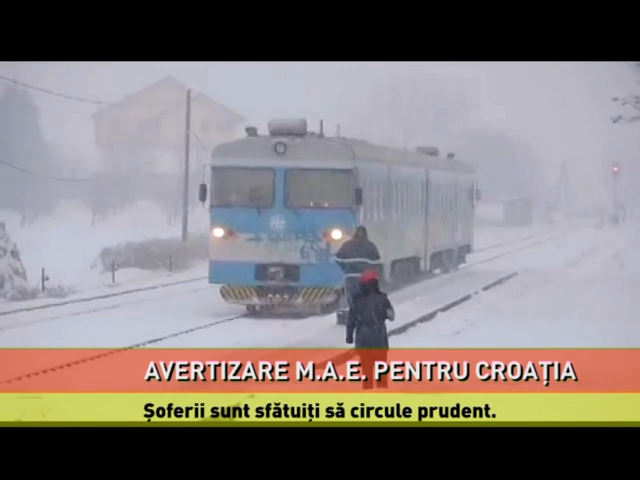 AVERTIZARE M.A.E. PENTRU CROAȚIA
Șoferii sunt sfătuiți să circule prudent.